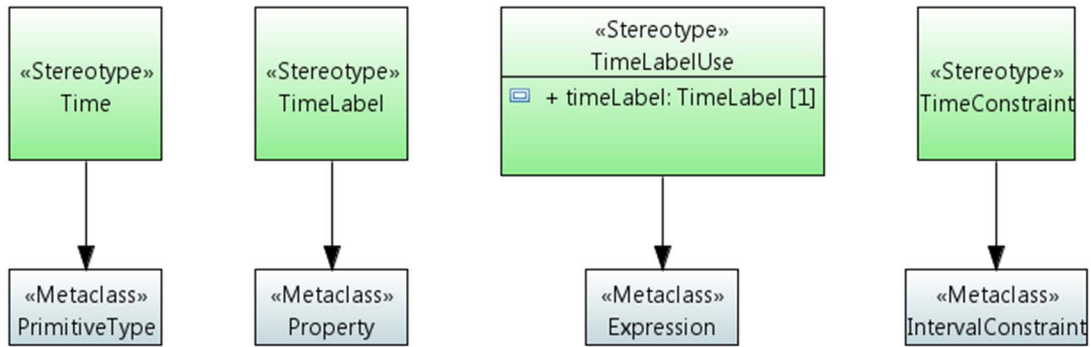 «Stereotype»
Time
«Stereotype»
TimeLabel
«Stereotype»
TimeLabelUse
+ timeLabel: TimeLabel [1]
«Stereotype»
TimeConstraint
«Metaclass»
PrimitiveType
«Metaclass»
Property
«Metaclass»
Expression
«Metaclass»
IntervalConstraint